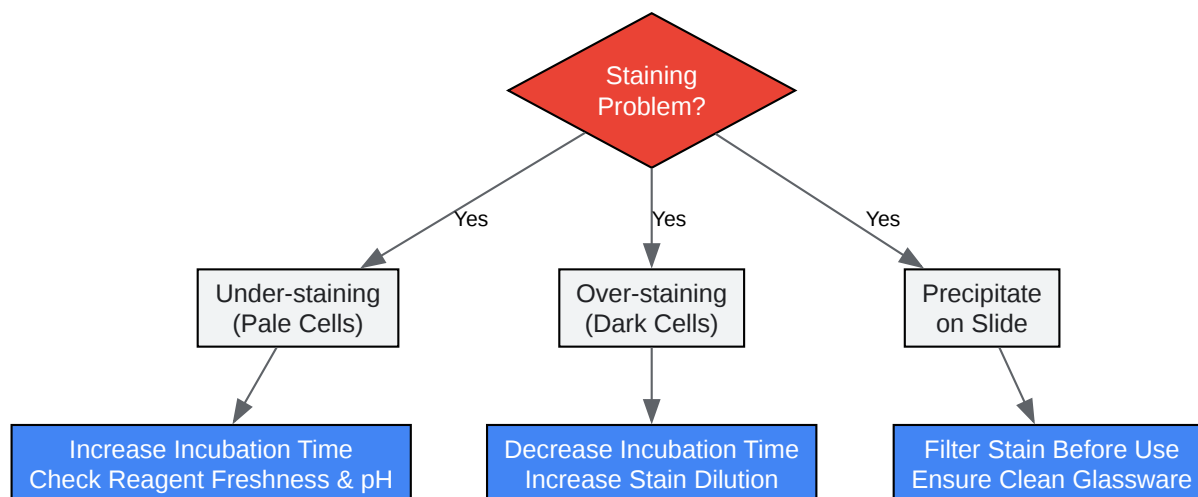 Staining
Problem?
Yes
Yes
Yes
Under-staining
(Pale Cells)
Over-staining
(Dark Cells)
Precipitate
on Slide
Increase Incubation Time
Check Reagent Freshness & pH
Decrease Incubation Time
Increase Stain Dilution
Filter Stain Before Use
Ensure Clean Glassware